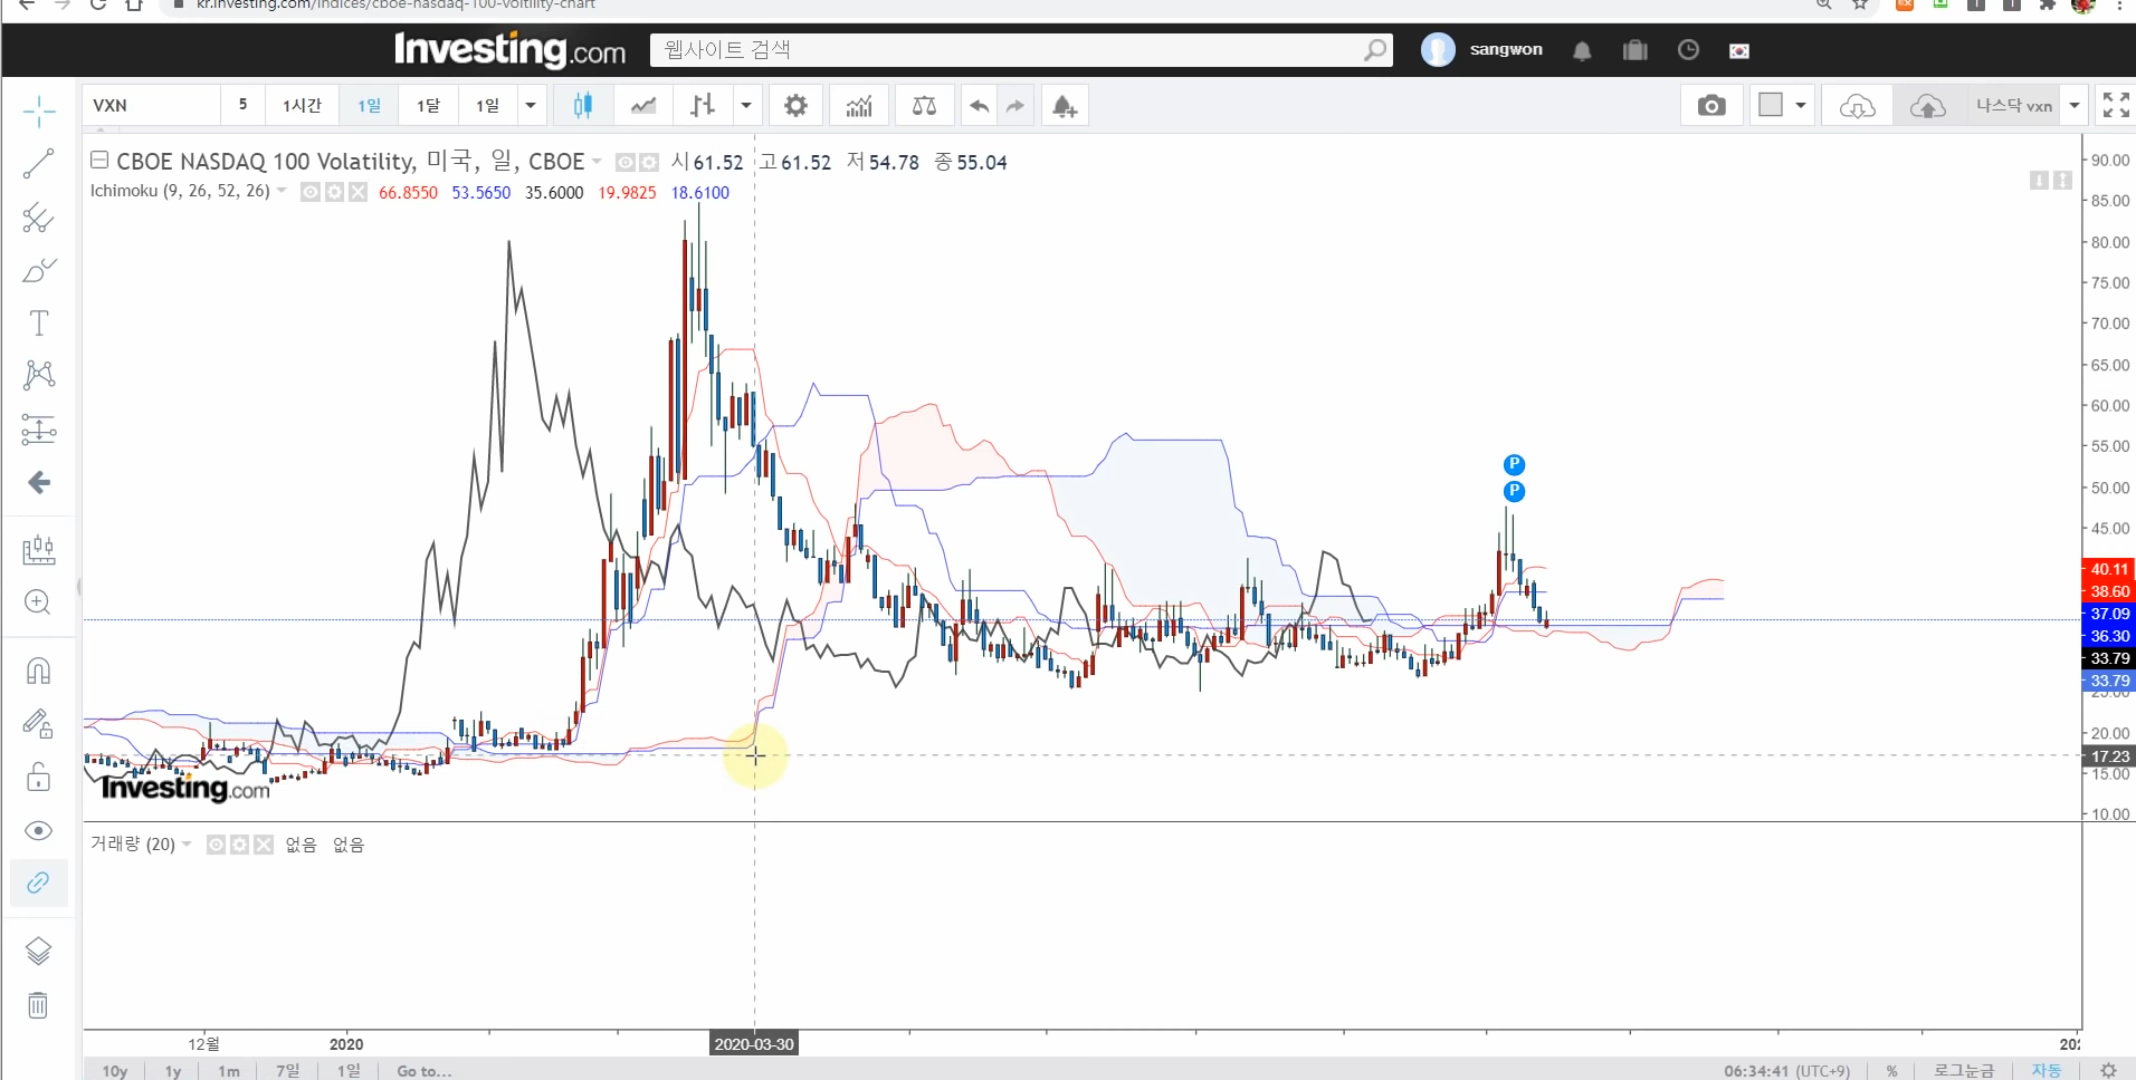 kr.investing.com/indices/cboe-nasdaq-100-voltility-chart
Investing.com 웹사이트 검색 sangwon
VXN 5 1시간 1일 1달 1일 나스닥 vxn
CBOE NASDAQ 100 Volatility, 미국, 일, CBOE 시 61.52 고 61.52 저 54.78 종 55.04
Ichimoku (9, 26, 52, 26) 66.8550 53.5650 35.6000 19.9825 18.6100
90.00
85.00
80.00
75.00
70.00
65.00
60.00
55.00
P
P
50.00
45.00
40.11
38.60
37.09
36.30
33.79
33.79
25.00
20.00
17.23
15.00
Investing.com
10.00
거래량 (20) 없음 없음
12월 2020 2020-03-30
10y 1y 1m 7일 1일 Go to... 06:34:41 (UTC+9) % 로그눈금 자동